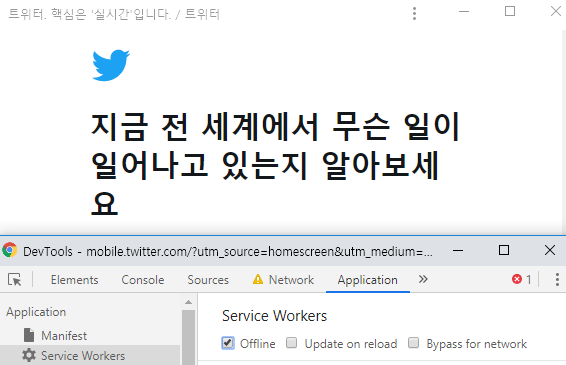 트위터. 핵심은 '실시간'입니다. / 트위터
지금 전 세계에서 무슨 일이
일어나고 있는지 알아보세
요
DevTools - mobile.twitter.com/?utm_source=homescreen&utm_medium=...
Elements Console Sources Network Application » 1
Application
Manifest
Service Workers
Service Workers
Offline Update on reload Bypass for network